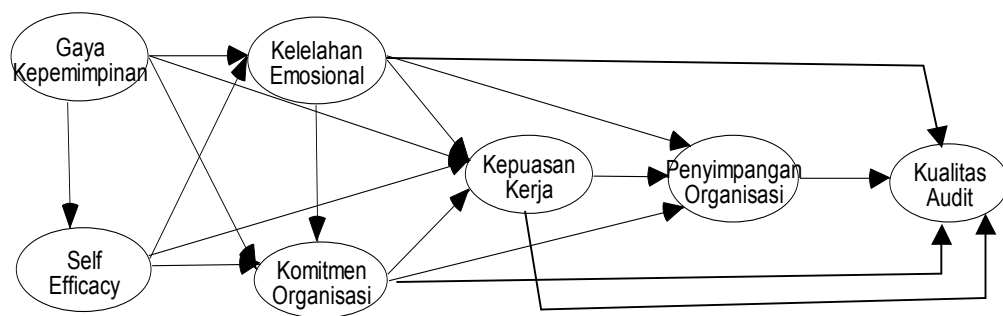 Gaya
Kepemimpinan
Kelelahan
Emosional
Kepuasan
Kerja
Penyimpangan
Organisasi
Kualitas
Audit
Self
Efficacy
Komitmen
Organisasi